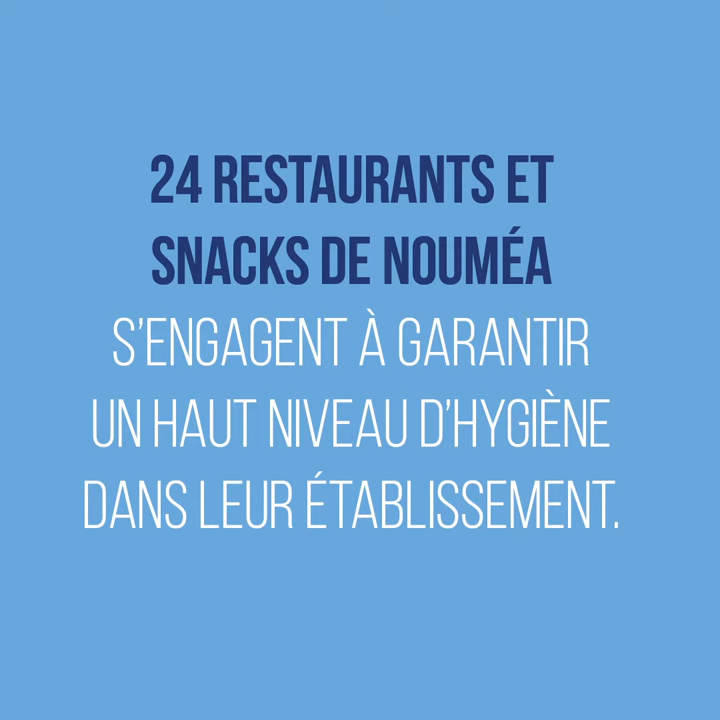 24 RESTAURANTS ET
SNACKS DE NOUMÉA
S’ENGAGENT À GARANTIR
UN HAUT NIVEAU D’HYGIÈNE
DANS LEUR ÉTABLISSEMENT.